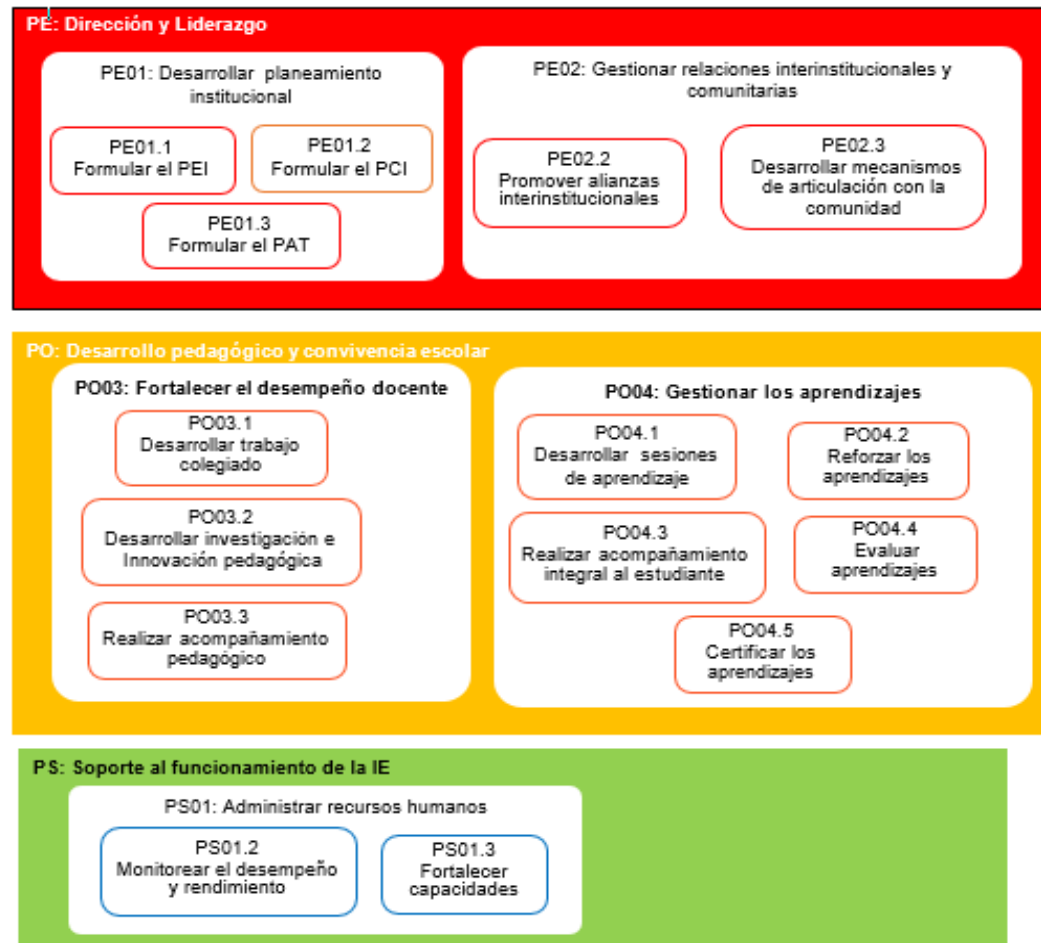 PE: Dirección y Liderazgo
PE01: Desarrollar planeamiento
institucional
PE01.1
Formular el PEI
PE01.2
Formular el PCI
PE01.3
Formular el PAT
PE02: Gestionar relaciones interinstitucionales y
comunitarias
PE02.2
Promover alianzas
interinstitucionales
PE02.3
Desarrollar mecanismos
de articulación con la
comunidad
PO: Desarrollo pedagógico y convivencia escolar
PO03: Fortalecer el desempeño docente
PO03.1
Desarrollar trabajo
colegiado
PO03.2
Desarrollar investigación e
Innovación pedagógica
PO03.3
Realizar acompañamiento
pedagógico
PO04: Gestionar los aprendizajes
PO04.1
Desarrollar sesiones
de aprendizaje
PO04.2
Reforzar los
aprendizajes
PO04.3
Realizar acompañamiento
integral al estudiante
PO04.4
Evaluar
aprendizajes
PO04.5
Certificar los
aprendizajes
PS: Soporte al funcionamiento de la IE
PS01: Administrar recursos humanos
PS01.2
Monitorear el desempeño
y rendimiento
PS01.3
Fortalecer
capacidades